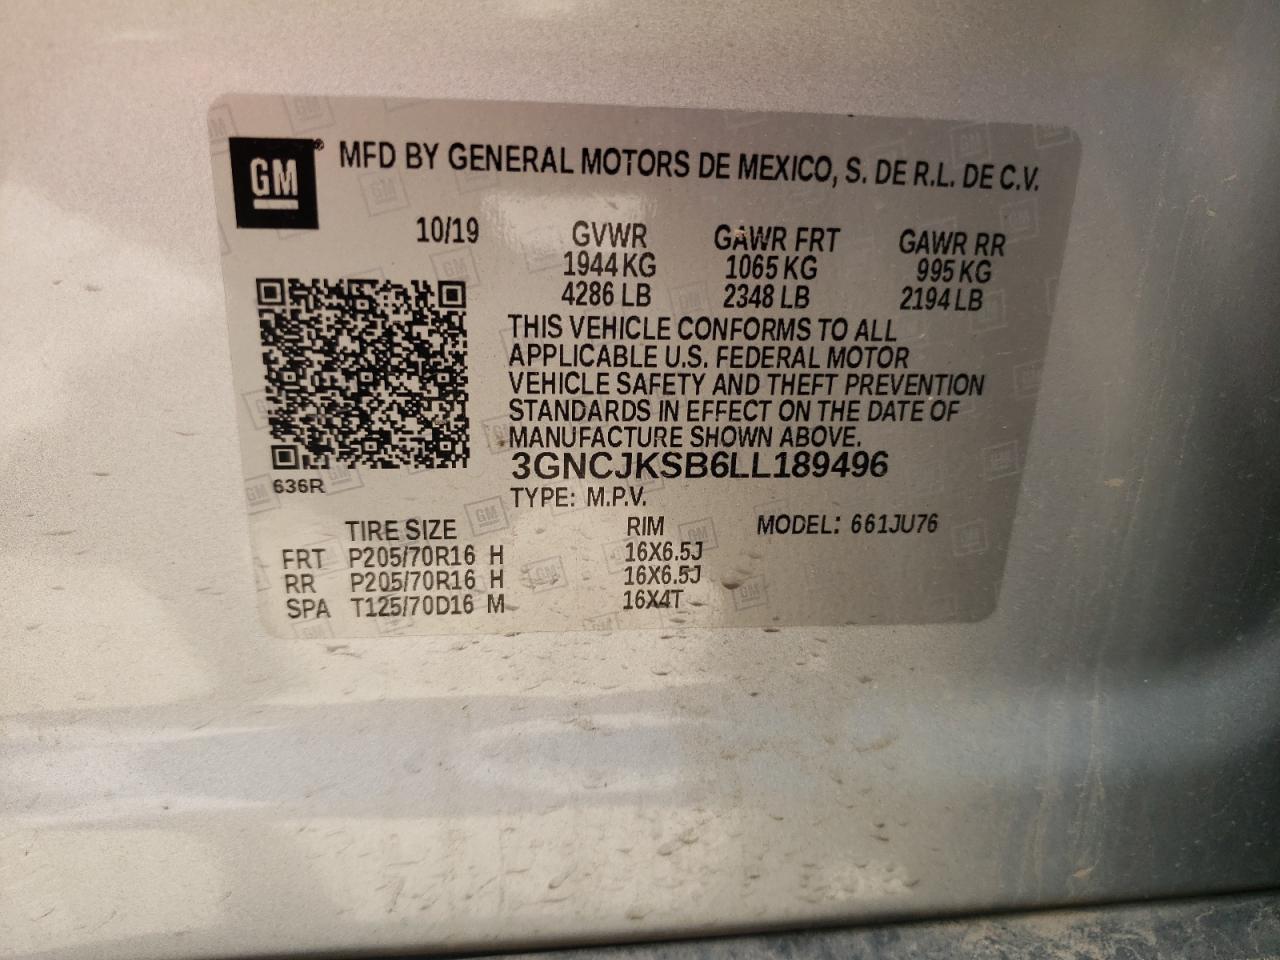 GM® MFD BY GENERAL MOTORS DE MEXICO, S. DE R.L. DE C.V.
10/19 GVWR GAWR FRT GAWR RR
1944 KG 1065 KG 995 KG
4286 LB 2348 LB 2194 LB
THIS VEHICLE CONFORMS TO ALL
APPLICABLE U.S. FEDERAL MOTOR
VEHICLE SAFETY AND THEFT PREVENTION
STANDARDS IN EFFECT ON THE DATE OF
MANUFACTURE SHOWN ABOVE.
3GNCJKSB6LL189496
636R
TYPE: M.P.V.
TIRE SIZE RIM MODEL: 661JU76
FRT P205/70R16 H 16X6.5J
RR P205/70R16 H 16X6.5J
SPA T125/70D16 M 16X4T